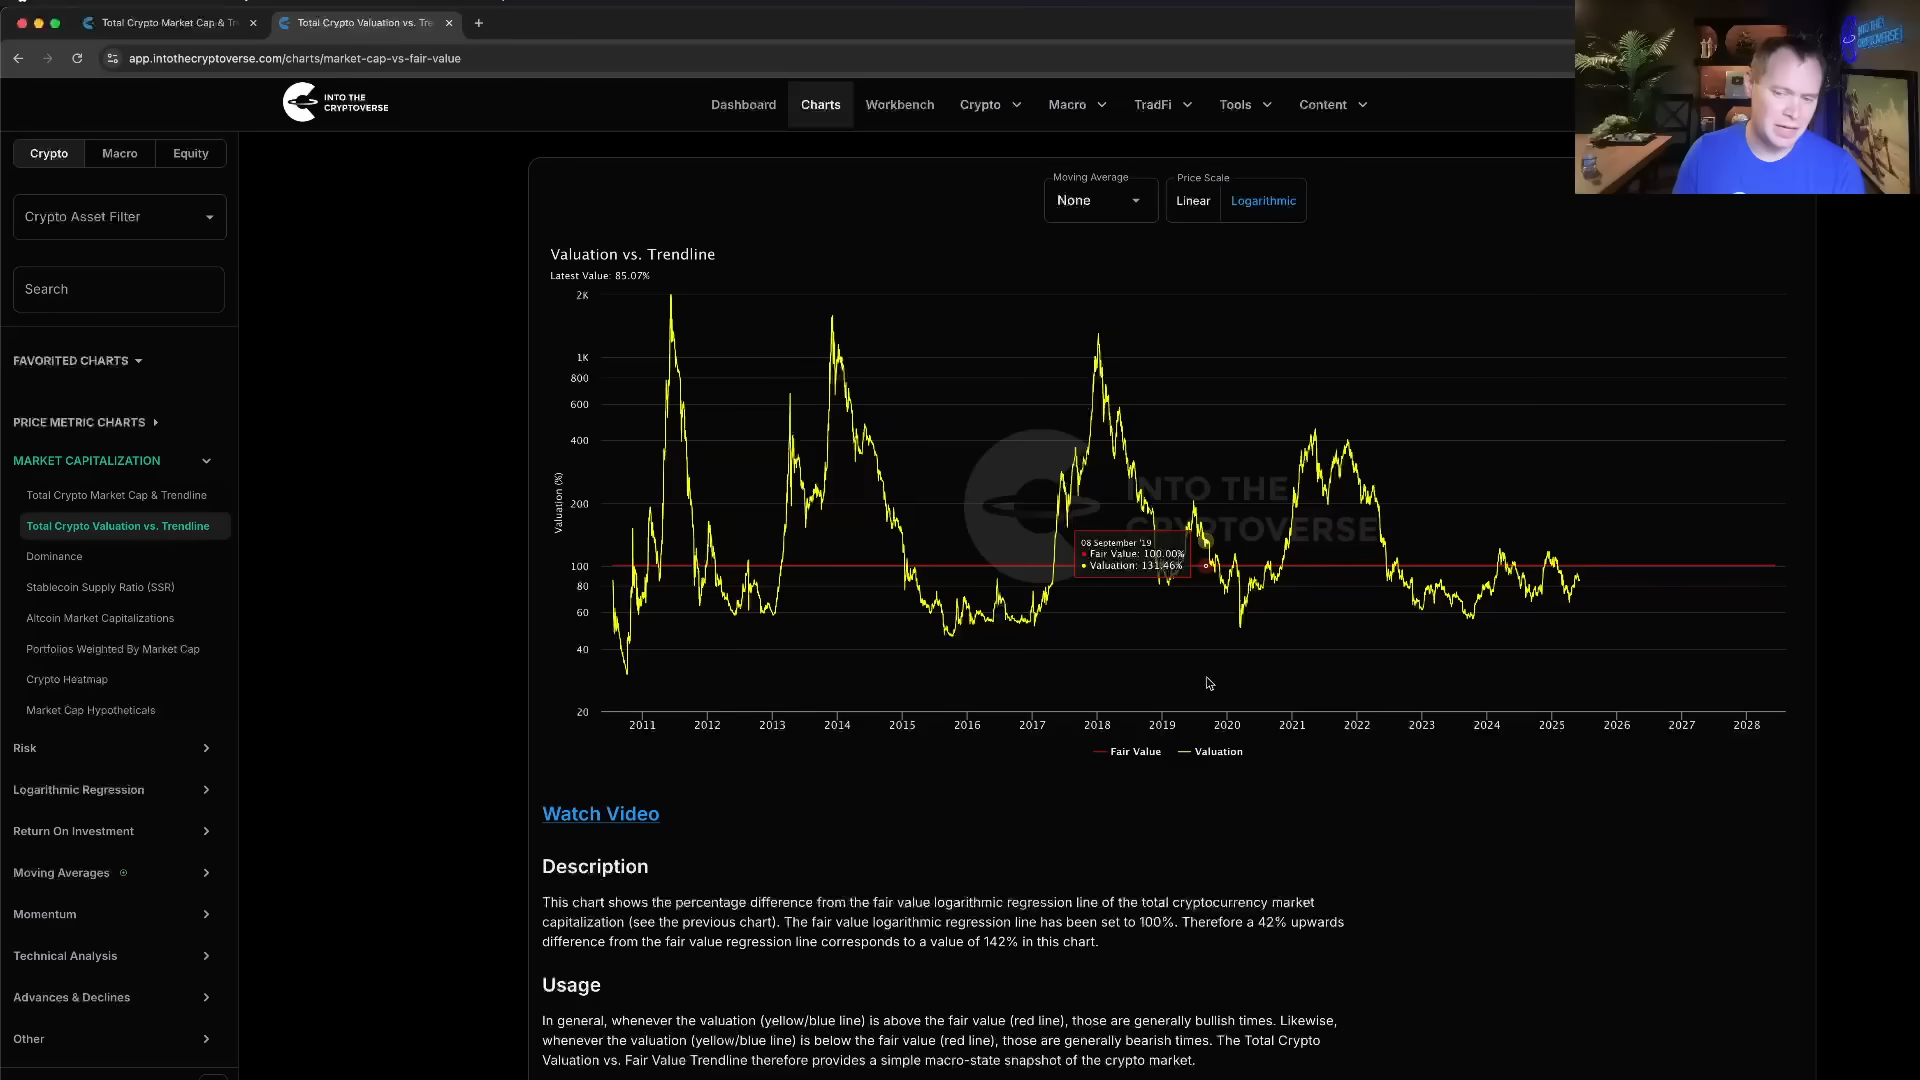 Total Crypto Market Cap & Tr
Total Crypto Valuation vs. Tre
app.intothecryptoverse.com/charts/market-cap-vs-fair-value
INTO THE CRYPTOVERSE
INTO THE
CRYPTOVERSE
Dashboard
Charts
Workbench
Crypto
Macro
TradFi
Tools
Content
Crypto
Macro
Equity
Crypto Asset Filter
Search
FAVORITED CHARTS
PRICE METRIC CHARTS
MARKET CAPITALIZATION
Total Crypto Market Cap & Trendline
Total Crypto Valuation vs. Trendline
Dominance
Stablecoin Supply Ratio (SSR)
Altcoin Market Capitalizations
Portfolios Weighted By Market Cap
Crypto Heatmap
Market Cap Hypotheticals
Risk
Logarithmic Regression
Return On Investment
Moving Averages
Momentum
Technical Analysis
Advances & Declines
Other
Moving Average
None
Price Scale
Linear
Logarithmic
Valuation vs. Trendline
Latest Value: 85.07%
Valuation (%)
2K
1K
800
600
400
200
100
80
60
40
20
INTO THE
CRYPTOVERSE
08 September '19
Fair Value: 100.00%
Valuation: 131.46%
2011
2012
2013
2014
2015
2016
2017
2018
2019
2020
2021
2022
2023
2024
2025
2026
2027
2028
Fair Value
Valuation
Watch Video
Description
This chart shows the percentage difference from the fair value logarithmic regression line of the total cryptocurrency market
capitalization (see the previous chart). The fair value logarithmic regression line has been set to 100%. Therefore a 42% upwards
difference from the fair value regression line corresponds to a value of 142% in this chart.
Usage
In general, whenever the valuation (yellow/blue line) is above the fair value (red line), those are generally bullish times. Likewise,
whenever the valuation (yellow/blue line) is below the fair value (red line), those are generally bearish times. The Total Crypto
Valuation vs. Fair Value Trendline therefore provides a simple macro-state snapshot of the crypto market.